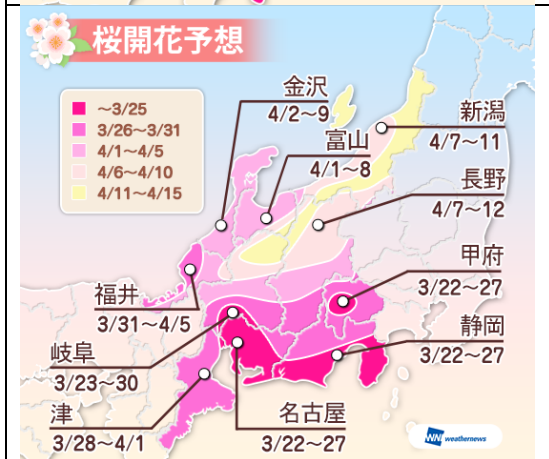 桜開花予想
～3/25
3/26～3/31
4/1～4/5
4/6～4/10
4/11～4/15
金沢
4/2～9
富山
4/1～8
新潟
4/7～11
長野
4/7～12
甲府
3/22～27
静岡
3/22～27
福井
3/31～4/5
岐阜
3/23～30
津
3/28～4/1
名古屋
3/22～27
WN weathernews